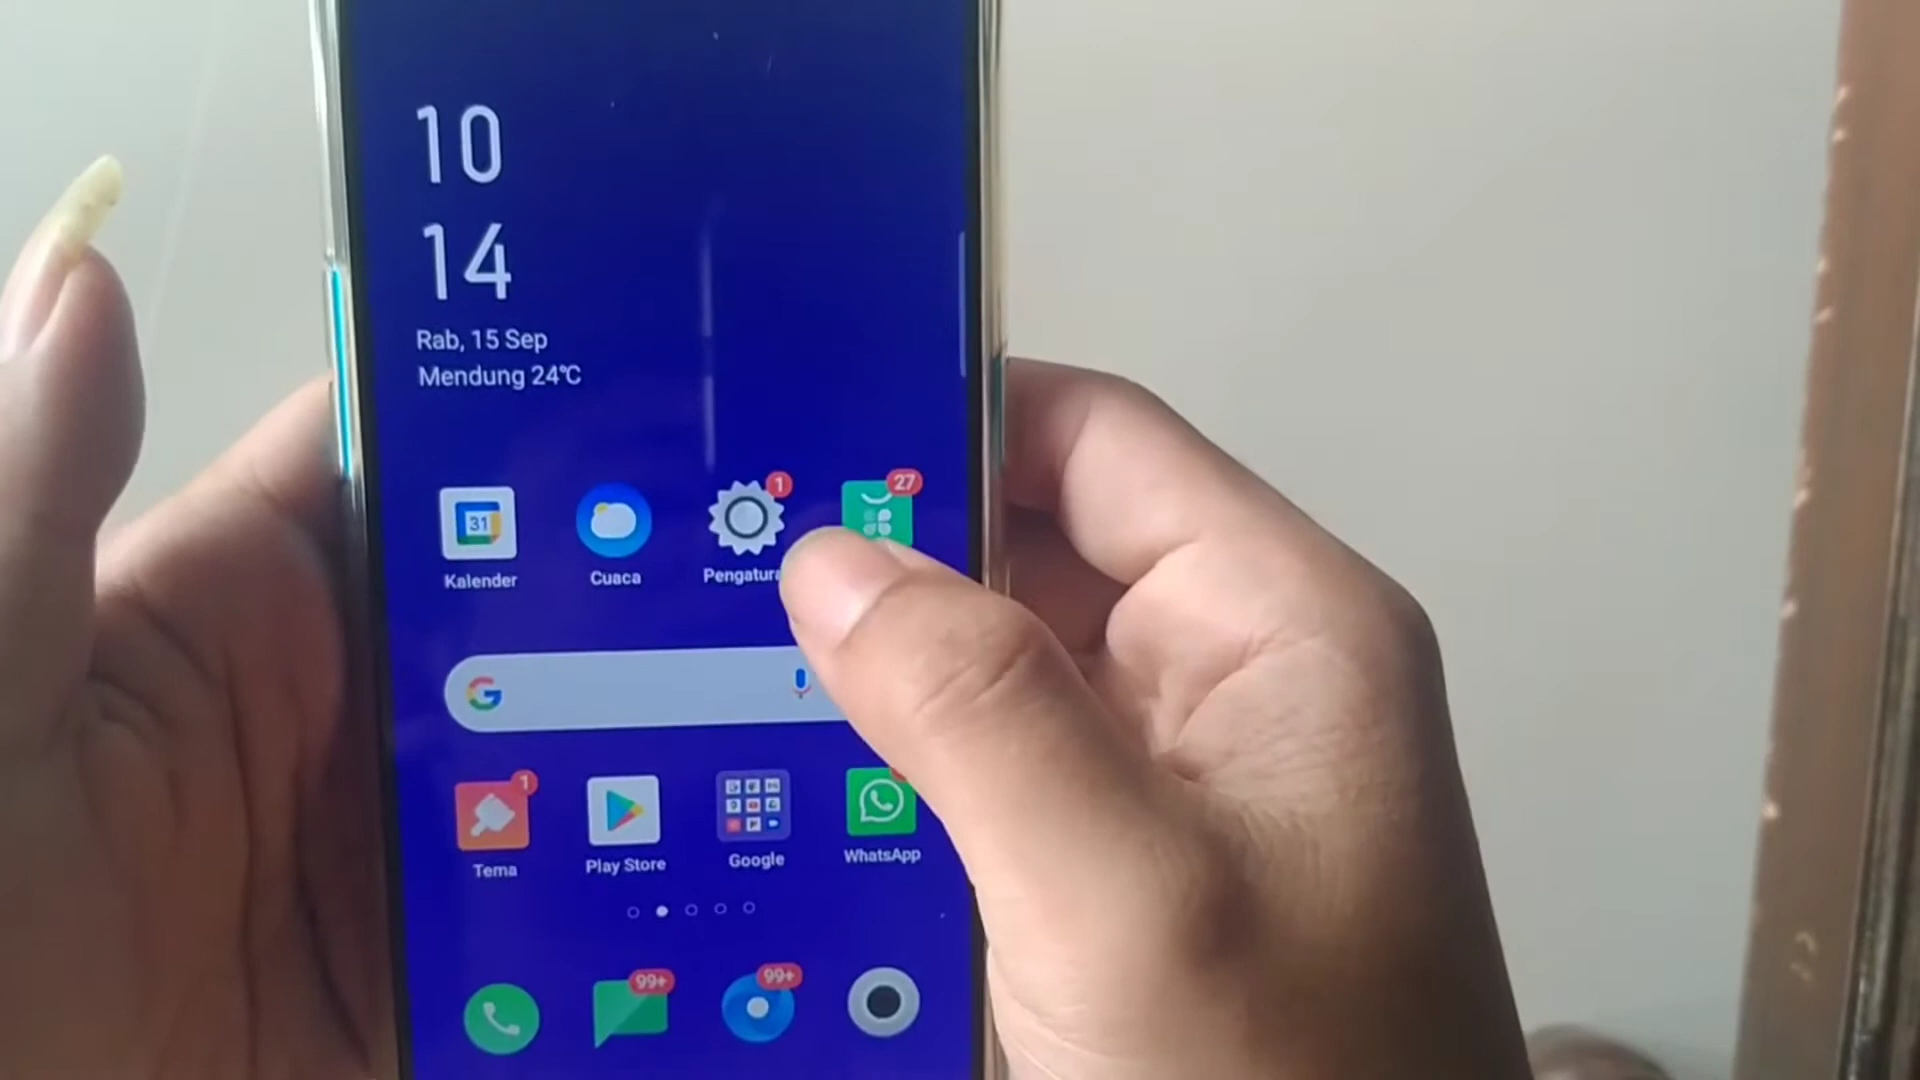 10
14
Rab, 15 Sep
Mendung 24°C
1
27
31
Kalender
Cuaca
Pengatura
G
1
Tema
Play Store
Google
WhatsApp
99+
99+